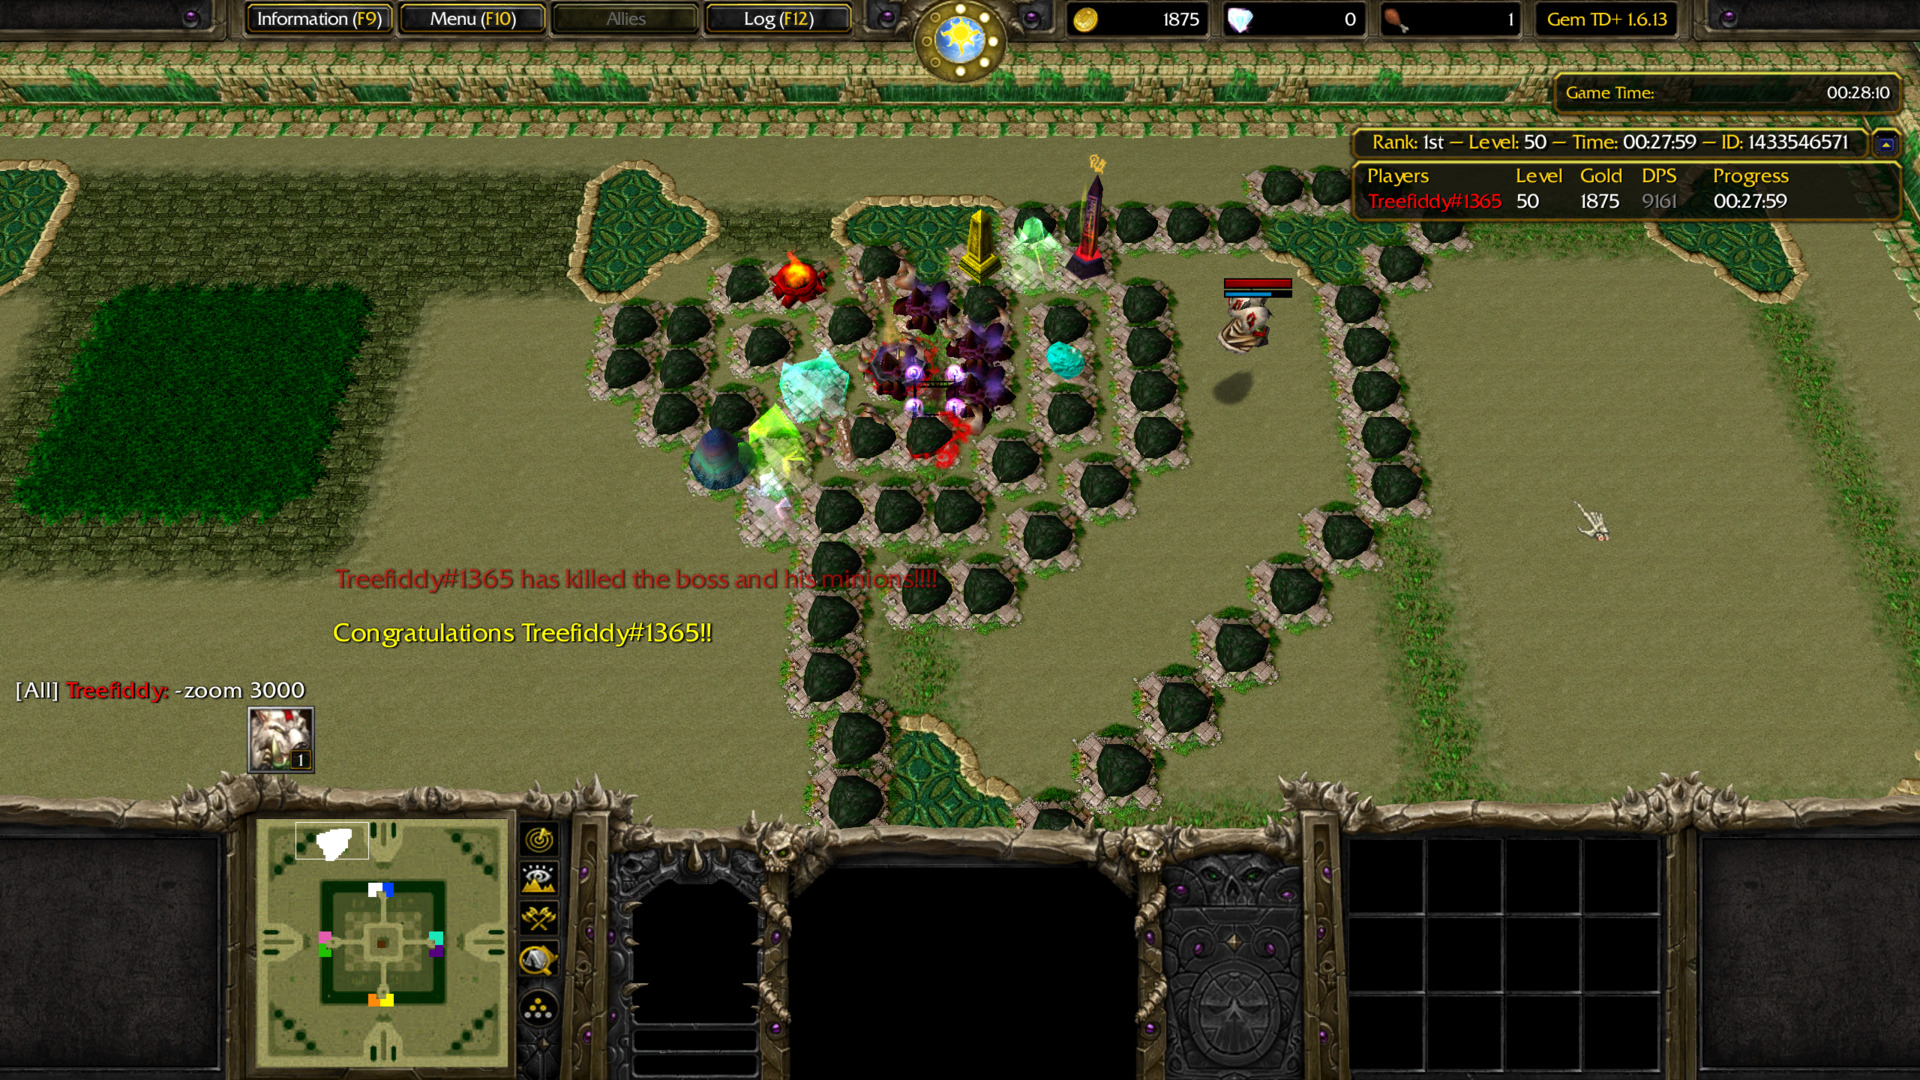 Information (F9) Menu (F10) Allies Log (F12) 1875 0 1 Gem TD+ 1.6.13
Game Time: 00:28:10
Rank: 1st – Level: 50 – Time: 00:27:59 – ID: 1433546571
Players Level Gold DPS Progress
Treefiddy#1365 50 1875 9161 00:27:59
Treefiddy#1365 has killed the boss and his minions!!!!
Congratulations Treefiddy#1365!!
[All] Treefiddy: -zoom 3000
1